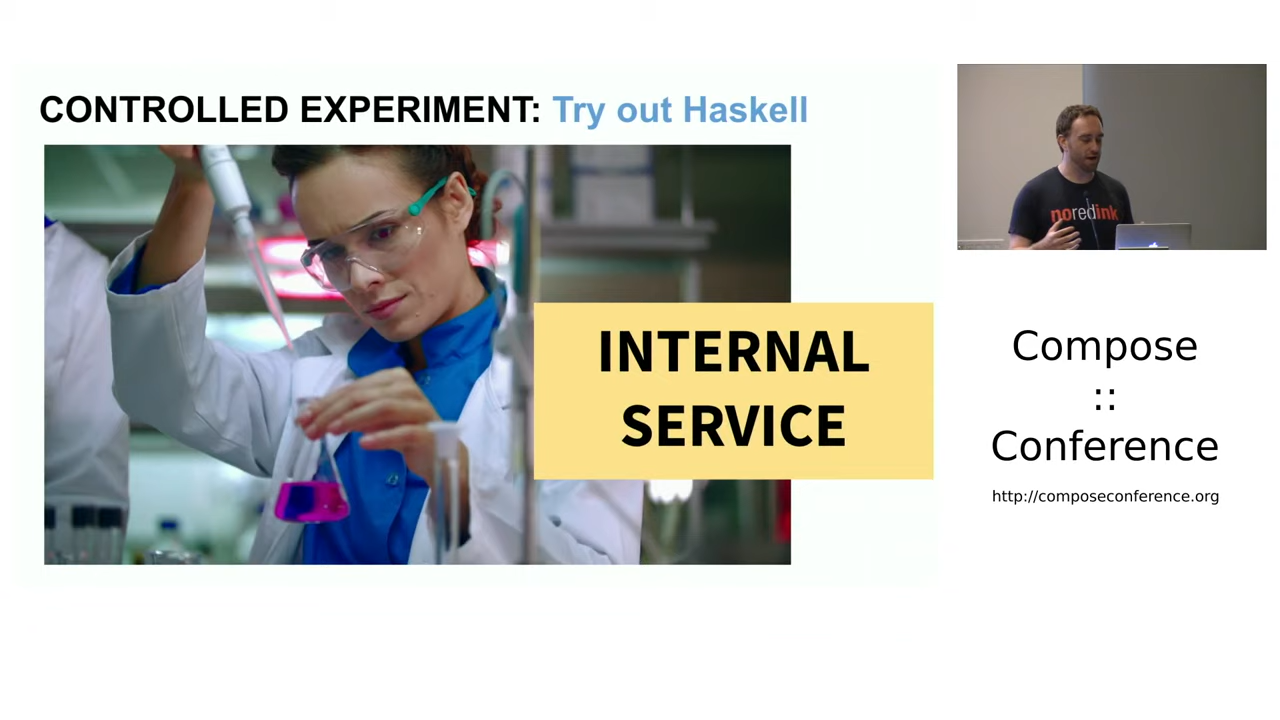 CONTROLLED EXPERIMENT: Try out Haskell
INTERNAL
SERVICE
noredink
Compose
::
Conference
http://composeconference.org